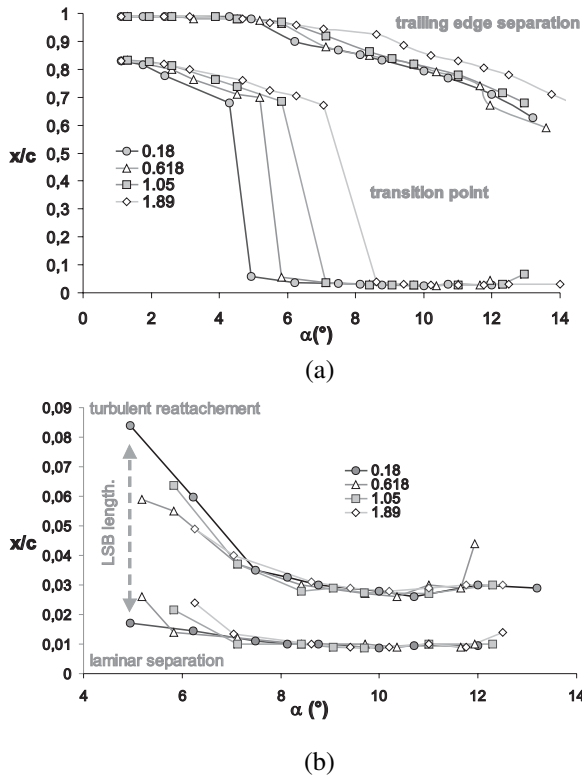 1
0,9
0,8
0,7
0,6
0,5
0,4
0,3
0,2
0,1
0
x/c
trailing edge separation
0.18
0.618
1.05
1.89
transition point
0 2 4 6 8 10 12 14
α(°)
(a)
0,09
0,08
0,07
0,06
0,05
0,04
0,03
0,02
0,01
0
x/c
turbulent reattachement
LSB length.
0.18
0.618
1.05
1.89
laminar separation
4 6 8 10 12 14
α (°)
(b)